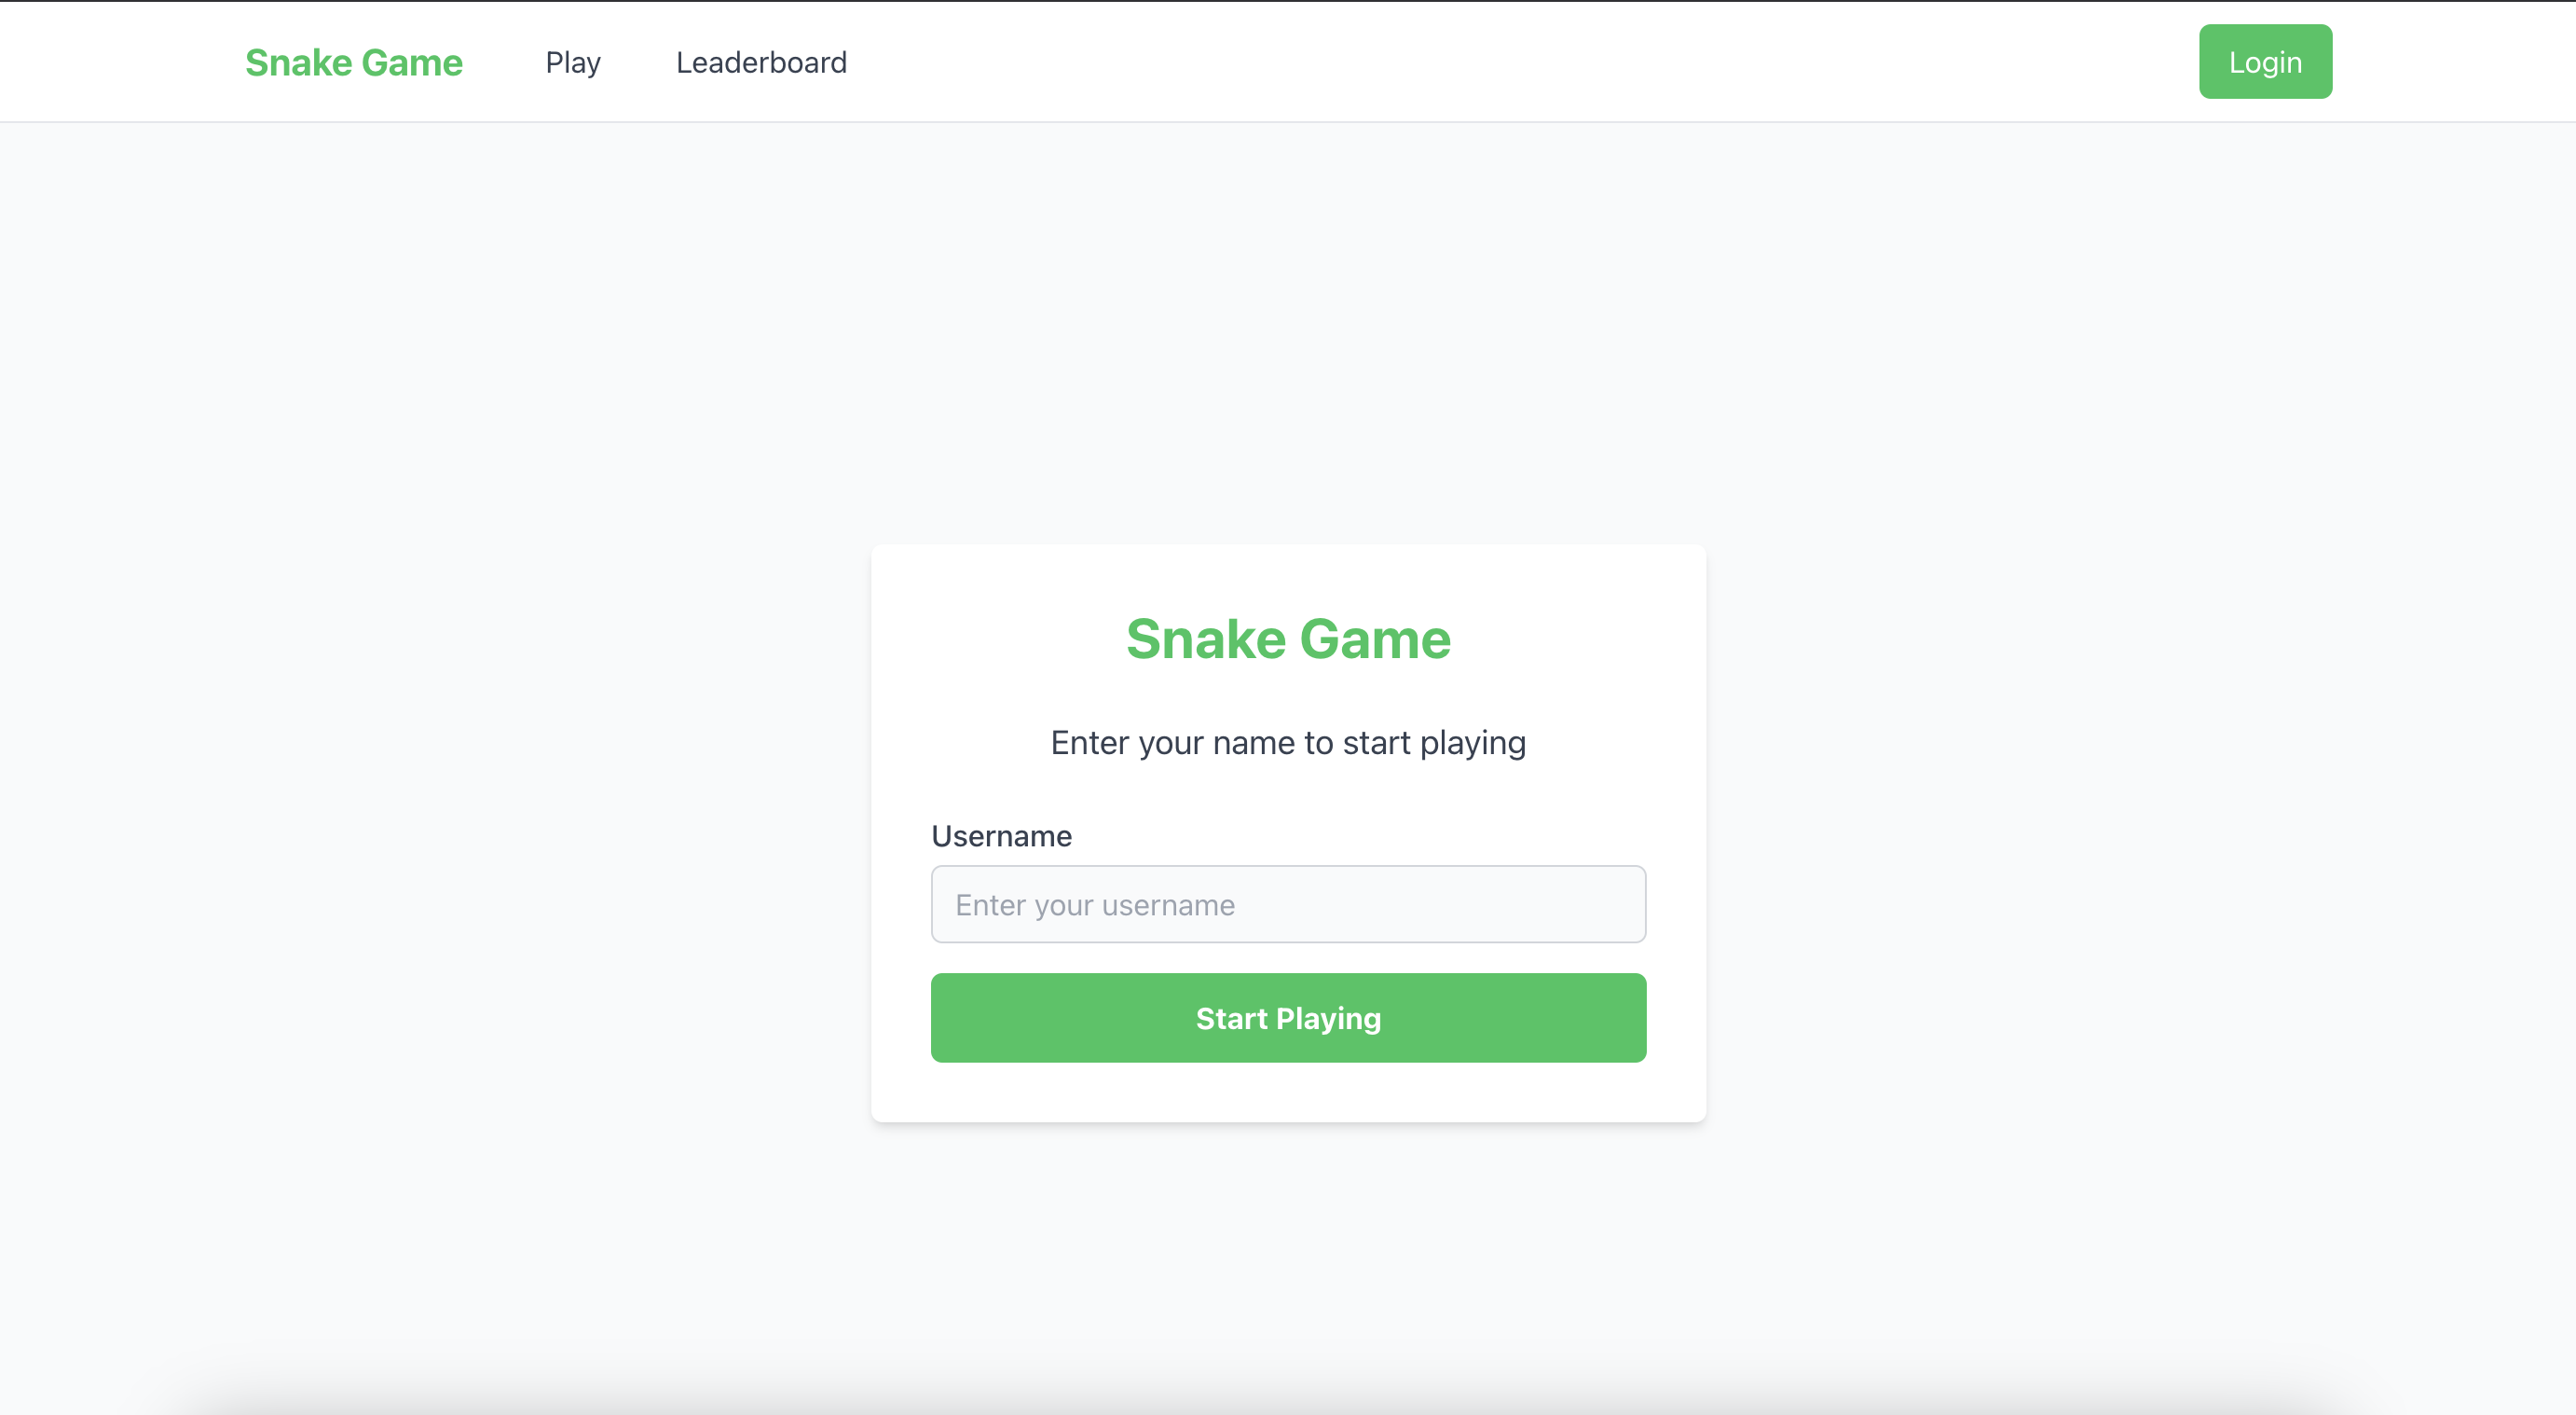 Snake Game Play Leaderboard Login
Snake Game
Enter your name to start playing
Username
Enter your username
Start Playing